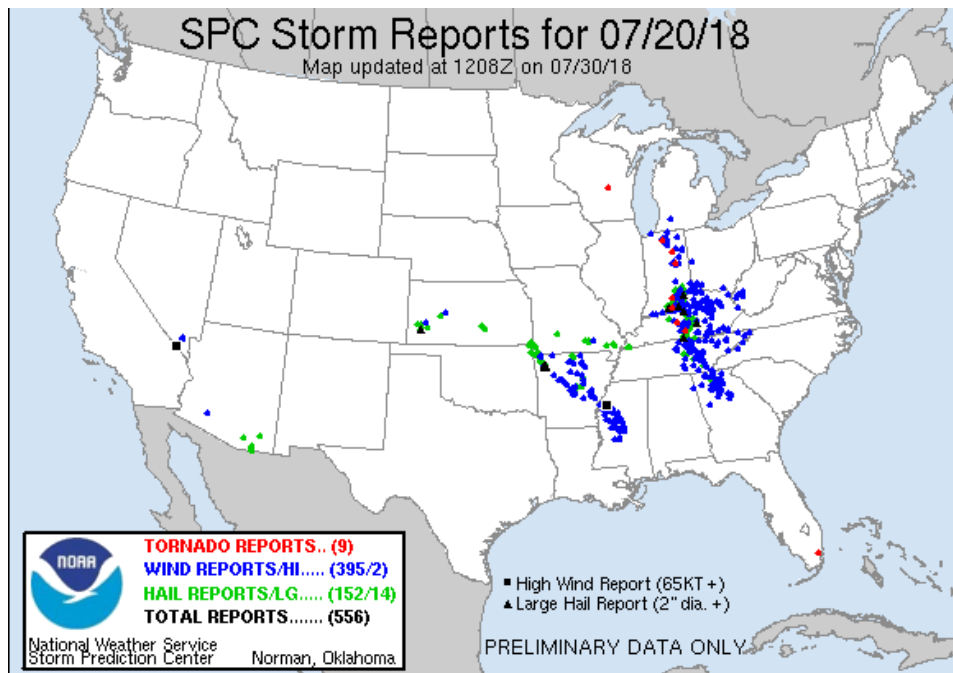 SPC Storm Reports for 07/20/18
Map updated at 1208Z on 07/30/18
NOAA
TORNADO REPORTS.. (9)
WIND REPORTS/HI..... (395/2)
HAIL REPORTS/LG..... (152/14)
TOTAL REPORTS....... (556)
National Weather Service
Storm Prediction Center Norman, Oklahoma
High Wind Report (65KT +)
Large Hail Report (2" dia. +)
PRELIMINARY DATA ONLY